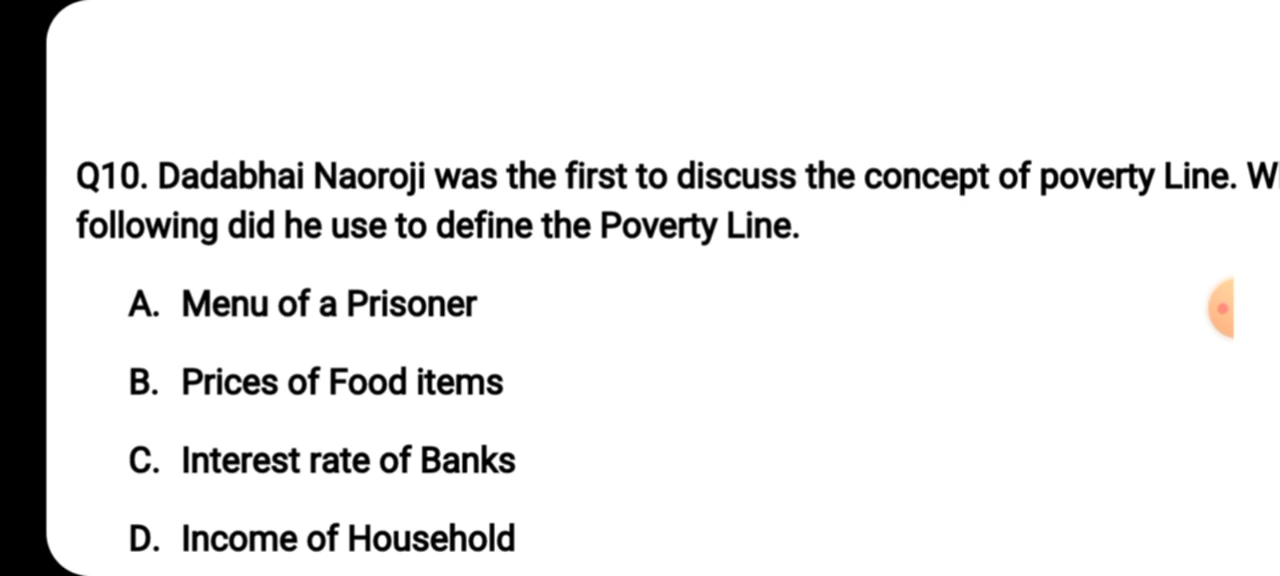 Q10. Dadabhai Naoroji was the first to discuss the concept of poverty Line.
following did he use to define the Poverty Line.
A. Menu of a Prisoner
B. Prices of Food items
C. Interest rate of Banks
D. Income of Household